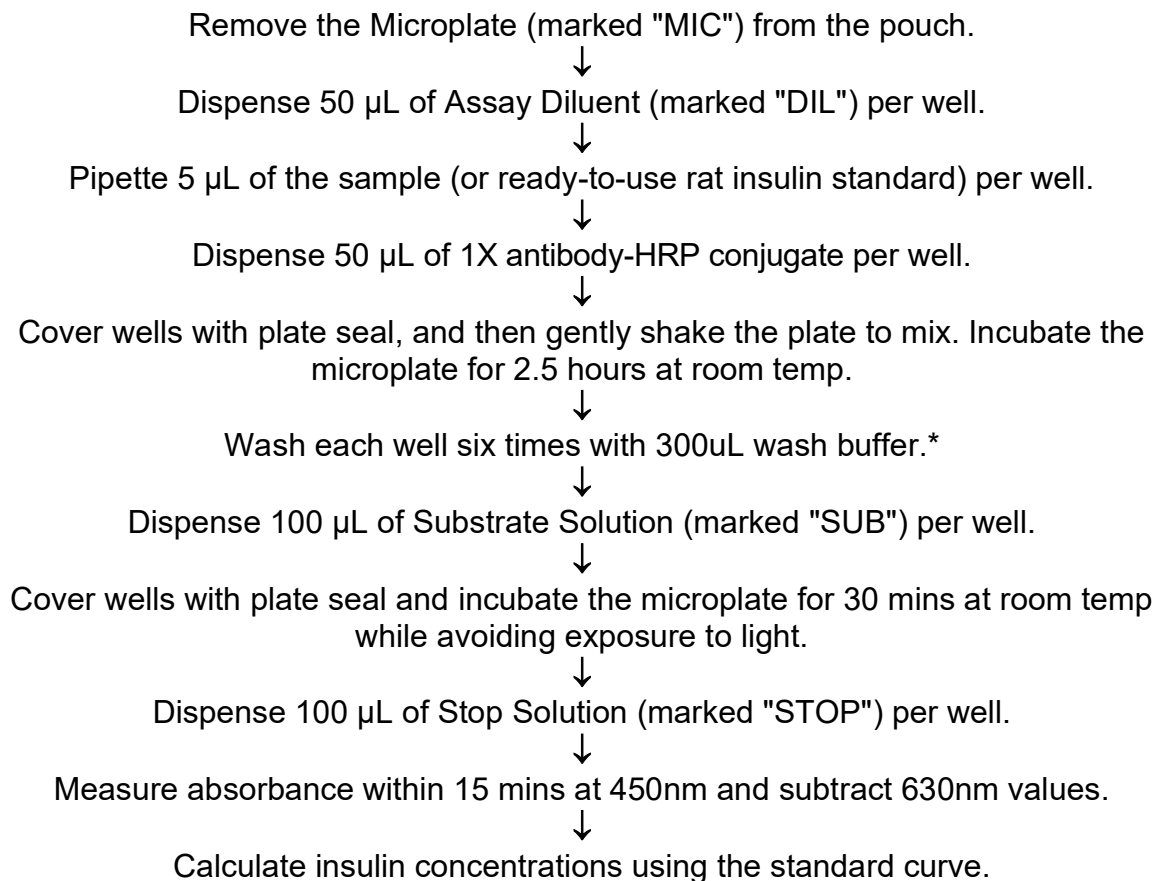 Remove the Microplate (marked "MIC") from the pouch.
↓
Dispense 50 µL of Assay Diluent (marked "DIL") per well.
↓
Pipette 5 µL of the sample (or ready-to-use rat insulin standard) per well.
↓
Dispense 50 µL of 1X antibody-HRP conjugate per well.
↓
Cover wells with plate seal, and then gently shake the plate to mix. Incubate the
microplate for 2.5 hours at room temp.
↓
Wash each well six times with 300uL wash buffer.*
↓
Dispense 100 µL of Substrate Solution (marked "SUB") per well.
↓
Cover wells with plate seal and incubate the microplate for 30 mins at room temp
while avoiding exposure to light.
↓
Dispense 100 µL of Stop Solution (marked "STOP") per well.
↓
Measure absorbance within 15 mins at 450nm and subtract 630nm values.
↓
Calculate insulin concentrations using the standard curve.